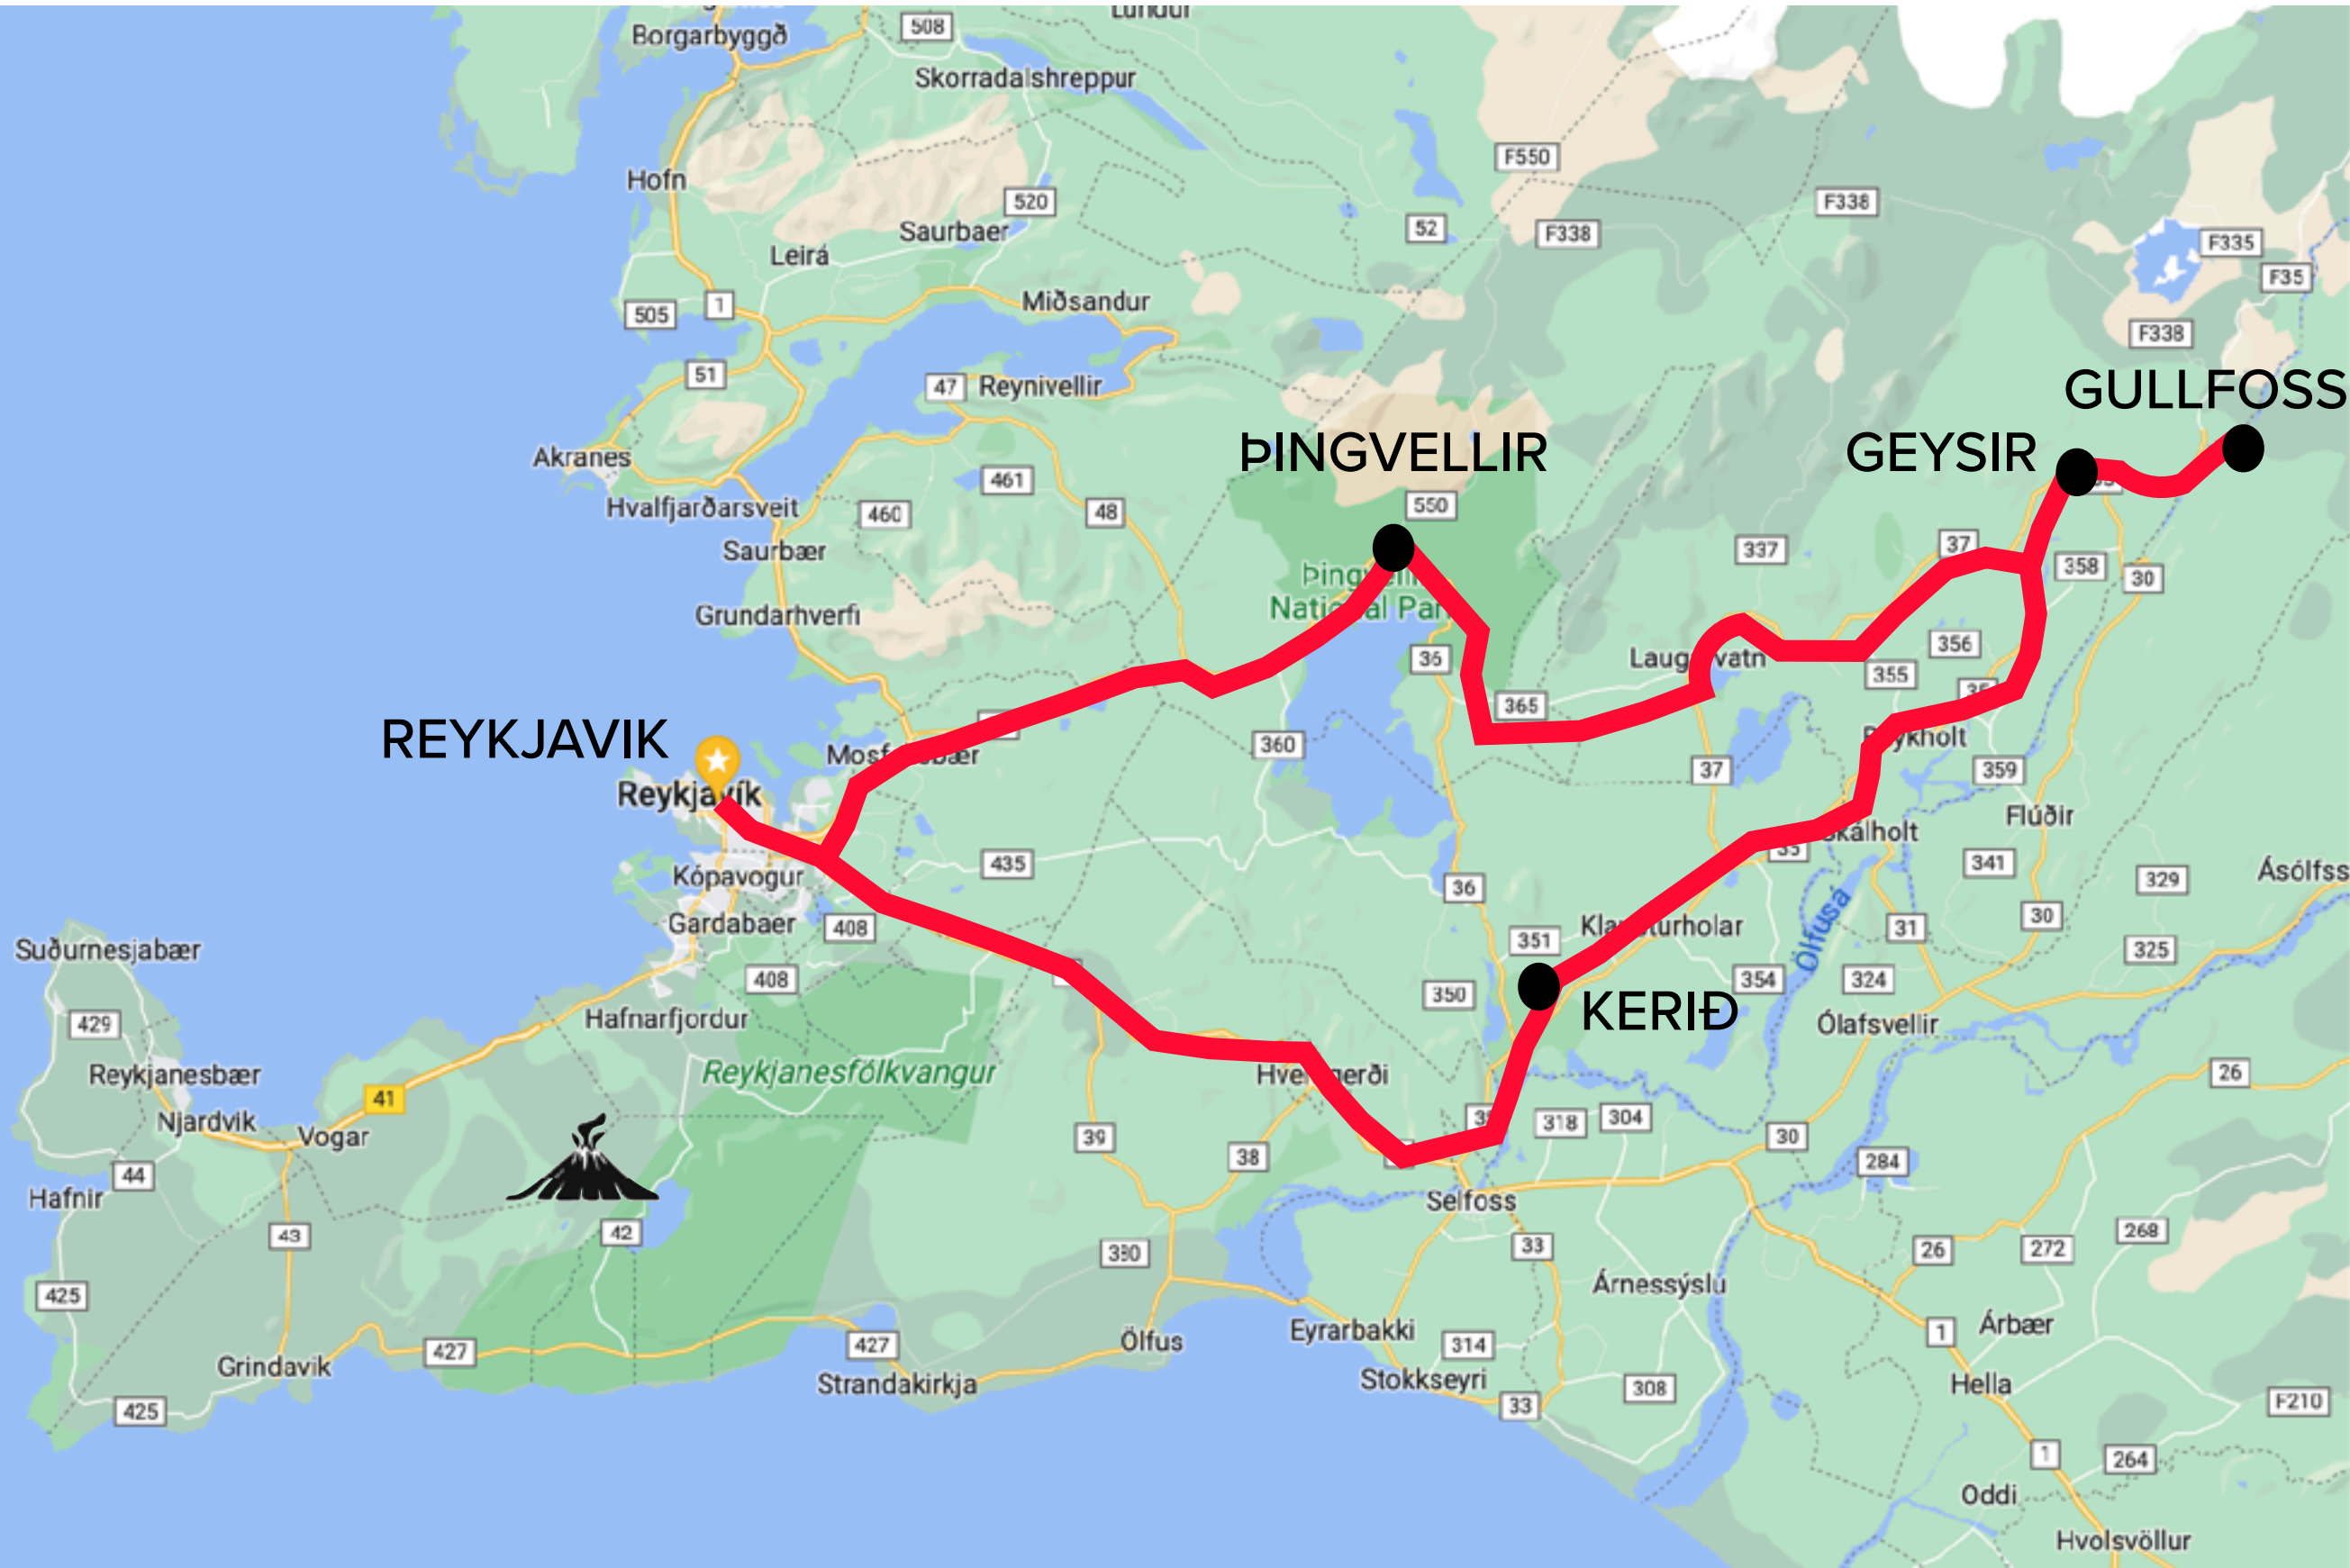 Borgarbyggð
508
Lundur
Skorradalshreppur
F550
Hofn
520
F338
Saurbaer
52
F338
F335
Leirá
F35
505
1
Miðsandur
F338
51
47
Reynivellir
GULLFOSS
ÞINGVELLIR
GEYSIR
Akranes
461
550
Hvalfjarðarsveit
460
48
Saurbær
337
37
358
30
National Par
Grundarhverfi
36
356
355
365
REYKJAVIK
360
37
359
Reykjavík
Flúðir
435
Kópavogur
36
341
329
Ásólfss
Gardabaer
408
351
31
30
Suðurnesjabær
408
350
354
Ölfusá
324
325
KERIÐ
429
Hafnarfjordur
Ólafsvellir
Reykjanesbær
Reykjanesfólkvangur
26
41
Njardvik
Vogar
39
38
318
304
30
284
44
Hafnir
Selfoss
43
42
380
33
26
272
268
425
Árnessýslu
Eyrarbakki
1
Árbær
427
427
Ölfus
314
Grindavik
Strandakirkja
Stokkseyri
308
Hella
425
33
F210
1
264
Oddi
Hvolsvöllur